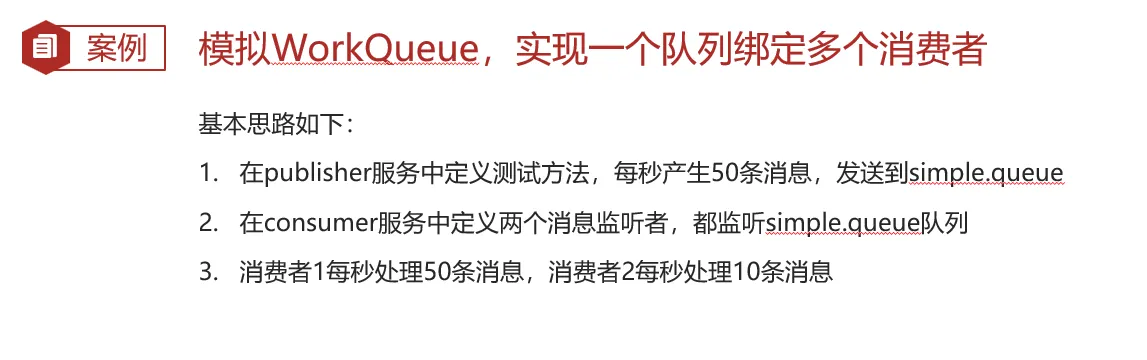 案例
模拟WorkQueue，实现一个队列绑定多个消费者
基本思路如下：
1. 在publisher服务中定义测试方法，每秒产生50条消息，发送到simple.queue
2. 在consumer服务中定义两个消息监听者，都监听simple.queue队列
3. 消费者1每秒处理50条消息，消费者2每秒处理10条消息